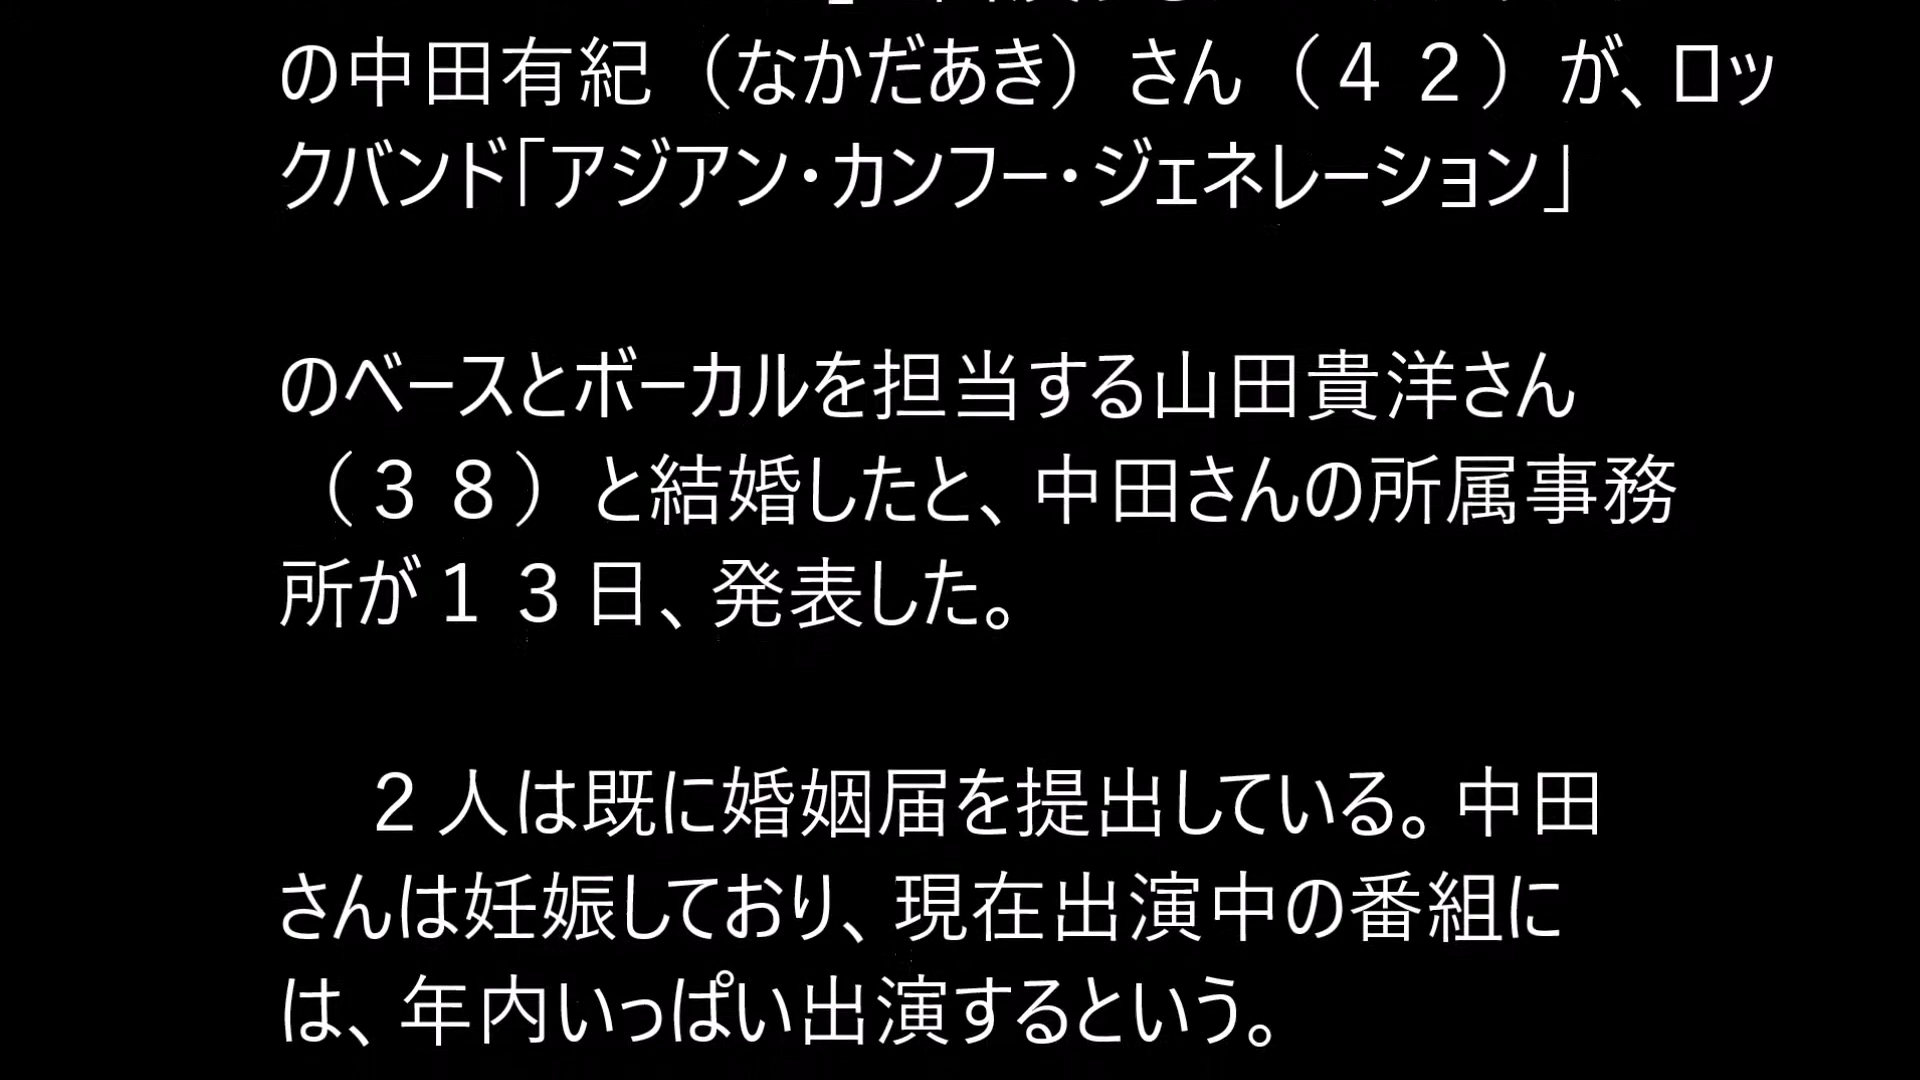 の中田有紀（なかだあき）さん（４２）が、ロッ
クバンド「アジアン・カンフー・ジェネレーション」
のベースとボーカルを担当する山田貴洋さん
（３８）と結婚したと、中田さんの所属事務
所が１３日、発表した。
２人は既に婚姻届を提出している。中田
さんは妊娠しており、現在出演中の番組に
は、年内いっぱい出演するという。